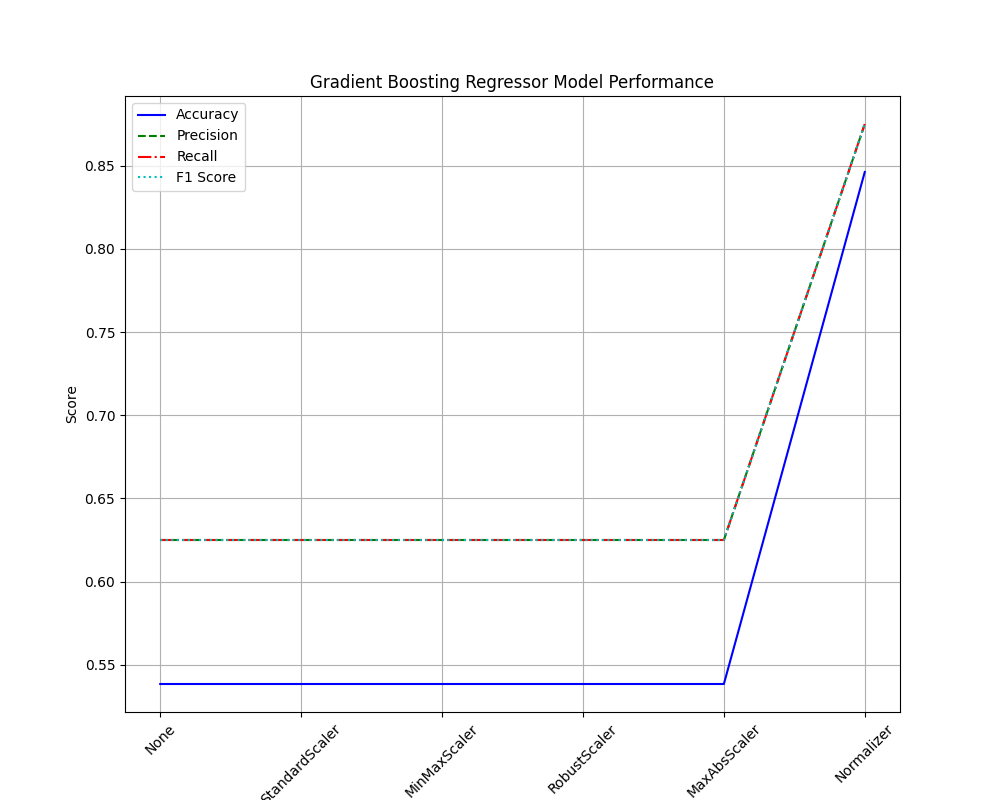 Gradient Boosting Regressor Model Performance
Accuracy
Precision
Recall
F1 Score
0.85
0.80
0.75
0.70
0.65
0.60
0.55
Score
None
StandardScaler
MinMaxScaler
RobustScaler
MaxAbsScaler
Normalizer